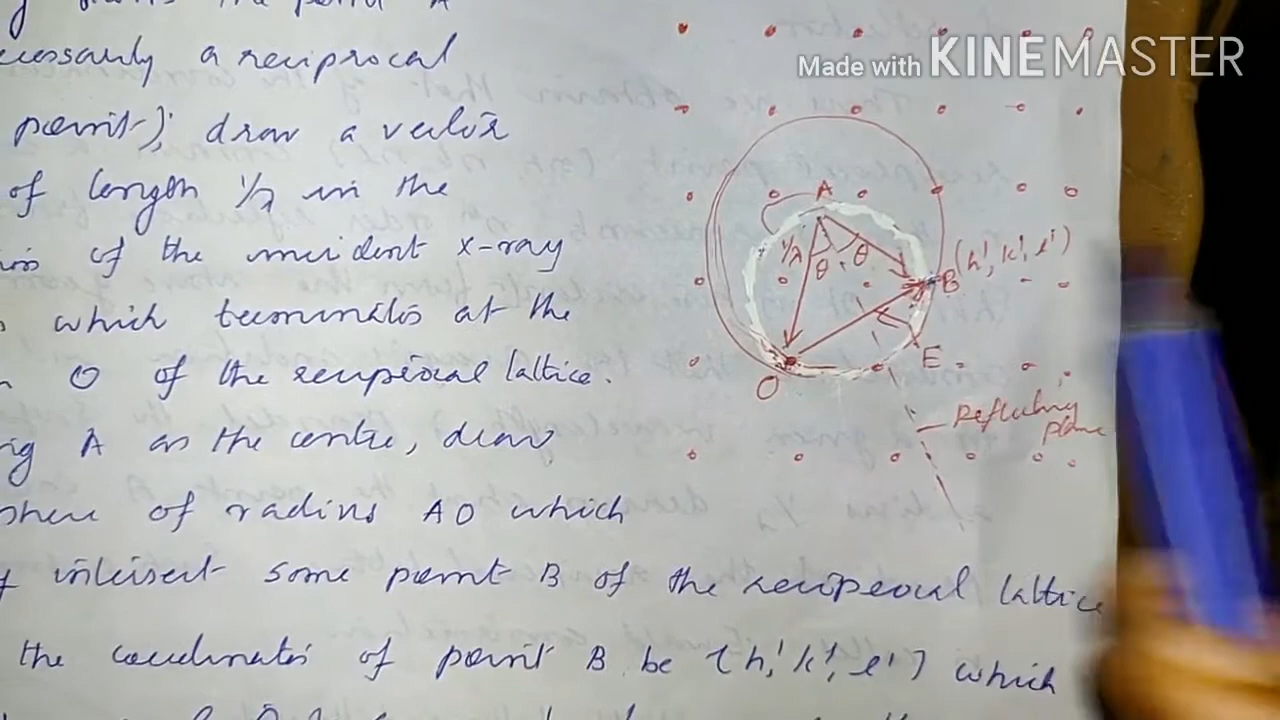 the point A
a reciprocal
point); draw a vector
of length 1/λ in the
of the incident x-ray
which terminates at the
O of the reciprocal lattice.
A as the centre, draw
of radius AO which
intersect some point B of the reciprocal lattice
the coordinates of point B be (h', k', l') which
Made with KINEMASTER
A
1/λ
θ
θ
B (h', k', l')
E
O
Reflecting
plane